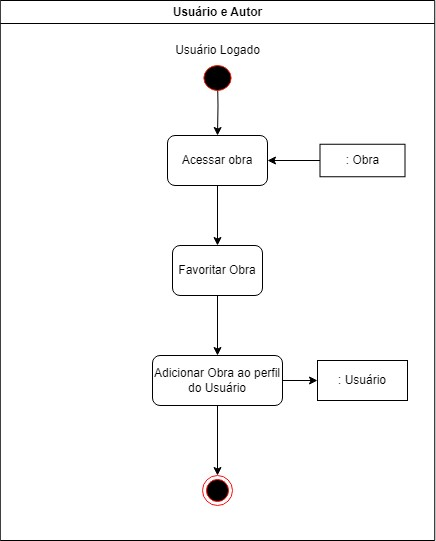 Usuário e Autor
Usuário Logado
Acessar obra
: Obra
Favoritar Obra
Adicionar Obra ao perfil
do Usuário
: Usuário